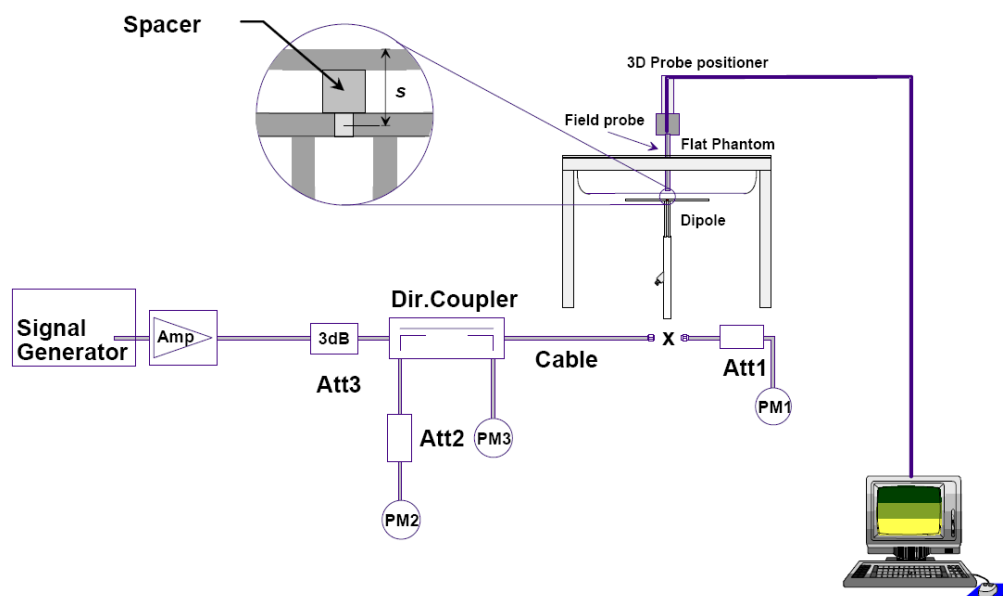 Spacer
s
3D Probe positioner
Field probe
Flat Phantom
Dipole
Dir.Coupler
Signal
Generator
Amp
3dB
Att3
Cable
x
Att1
PM1
Att2
PM3
PM2